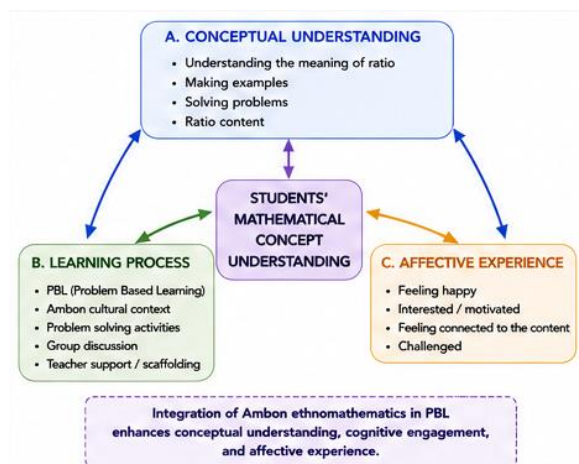 A. CONCEPTUAL UNDERSTANDING
• Understanding the meaning of ratio
• Making examples
• Solving problems
• Ratio content
STUDENTS'
MATHEMATICAL
CONCEPT
UNDERSTANDING
B. LEARNING PROCESS
• PBL (Problem Based Learning)
• Ambon cultural context
• Problem solving activities
• Group discussion
• Teacher support / scaffolding
C. AFFECTIVE EXPERIENCE
• Feeling happy
• Interested / motivated
• Feeling connected to the content
• Challenged
Integration of Ambon ethnomathematics in PBL
enhances conceptual understanding, cognitive engagement,
and affective experience.